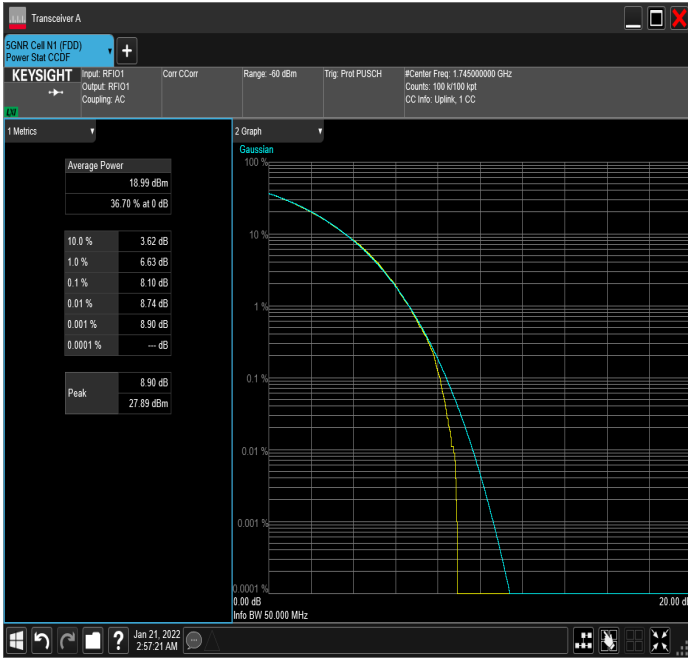 Transceiver A
5GNR Cell N1 (FDD)
Power Stat CCDF
KEYSIGHT
Input: RFIO1
Output: RFIO1
Coupling: AC
Corr CCorr
Range: -60 dBm
Trig: Prot PUSCH
#Center Freq: 1.745000000 GHz
Counts: 100 k/100 kpt
CC Info: Uplink, 1 CC
LXI
1 Metrics
Average Power
18.99 dBm
36.70 % at 0 dB
10.0 % 3.62 dB
1.0 % 6.63 dB
0.1 % 8.10 dB
0.01 % 8.74 dB
0.001 % 8.90 dB
0.0001 % --- dB
Peak
8.90 dB
27.89 dBm
2 Graph
Gaussian
100 %
10 %
1 %
0.1 %
0.01 %
0.001 %
0.0001 %
0.00 dB
20.00 dB
Info BW 50.000 MHz
?
Jan 21, 2022
2:57:21 AM